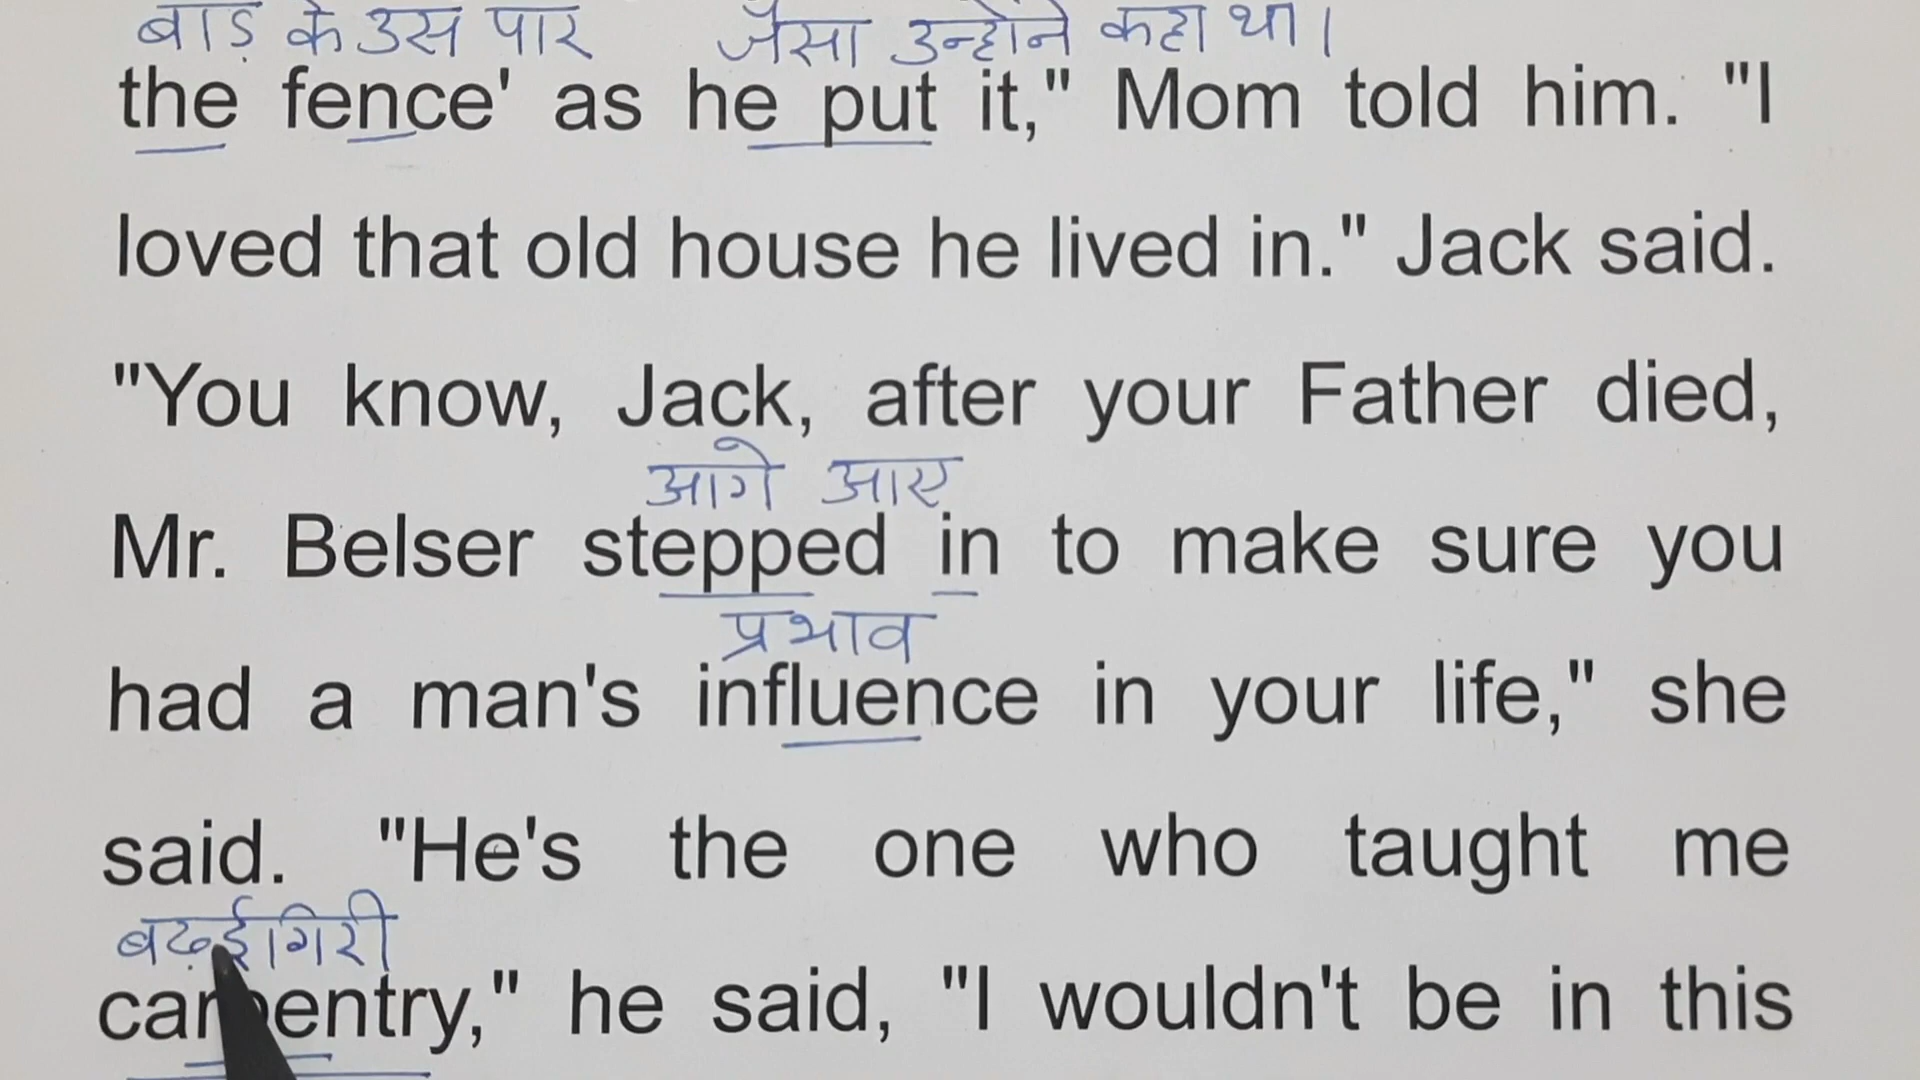 बाड़ के उस पार जैसा उन्होंने कहा था।
the fence' as he put it," Mom told him. "I
loved that old house he lived in." Jack said.
"You know, Jack, after your Father died,
आगे आए
Mr. Belser stepped in to make sure you
प्रभाव
had a man's influence in your life," she
said. "He's the one who taught me
बढ़ईगिरी
carpentry," he said, "I wouldn't be in this